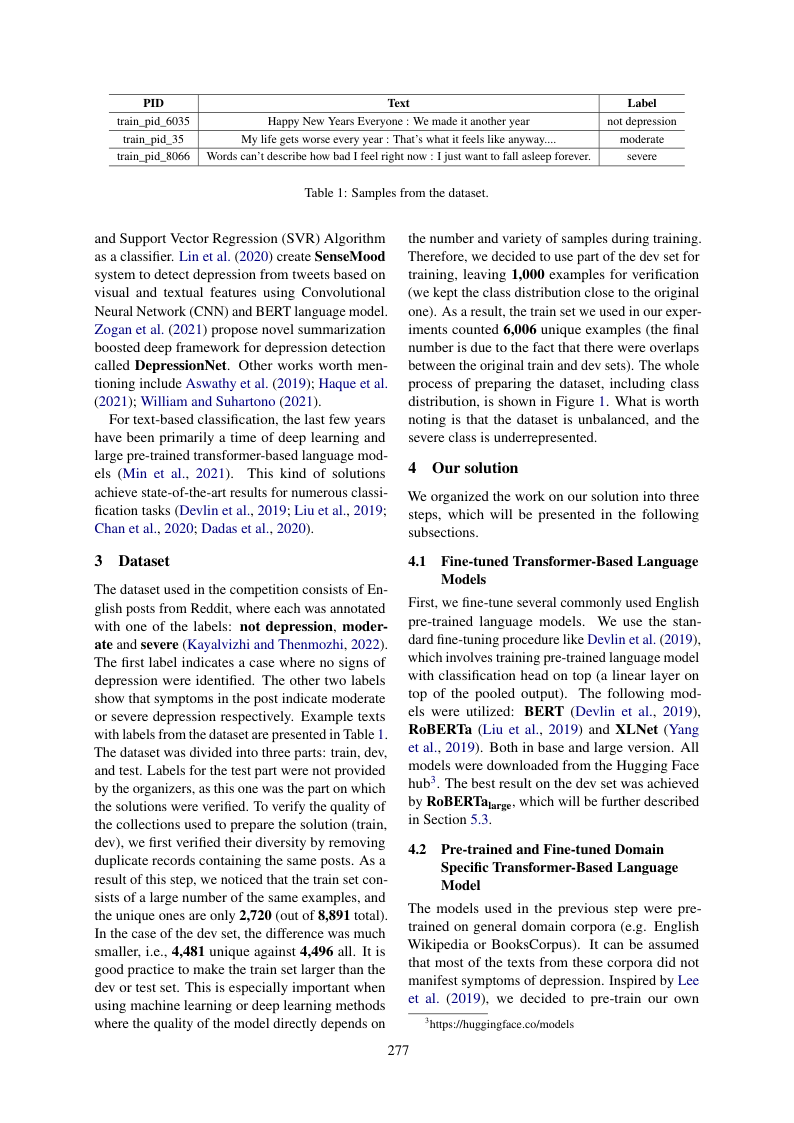 PID Text Label
train_pid_6035 Happy New Years Everyone : We made it another year not depression
train_pid_35 My life gets worse every year : That's what it feels like anyway.... moderate
train_pid_8066 Words can't describe how bad I feel right now : I just want to fall asleep forever. severe
Table 1: Samples from the dataset.
and Support Vector Regression (SVR) Algorithm
as a classifier. Lin et al. (2020) create SenseMood
system to detect depression from tweets based on
visual and textual features using Convolutional
Neural Network (CNN) and BERT language model.
Zogan et al. (2021) propose novel summarization
boosted deep framework for depression detection
called DepressionNet. Other works worth men-
tioning include Aswathy et al. (2019); Haque et al.
(2021); William and Suhartono (2021).
For text-based classification, the last few years
have been primarily a time of deep learning and
large pre-trained transformer-based language mod-
els (Min et al., 2021). This kind of solutions
achieve state-of-the-art results for numerous classi-
fication tasks (Devlin et al., 2019; Liu et al., 2019;
Chan et al., 2020; Dadas et al., 2020).
3 Dataset
The dataset used in the competition consists of En-
glish posts from Reddit, where each was annotated
with one of the labels: not depression, moder-
ate and severe (Kayalvizhi and Thenmozhi, 2022).
The first label indicates a case where no signs of
depression were identified. The other two labels
show that symptoms in the post indicate moderate
or severe depression respectively. Example texts
with labels from the dataset are presented in Table 1.
The dataset was divided into three parts: train, dev,
and test. Labels for the test part were not provided
by the organizers, as this one was the part on which
the solutions were verified. To verify the quality of
the collections used to prepare the solution (train,
dev), we first verified their diversity by removing
duplicate records containing the same posts. As a
result of this step, we noticed that the train set con-
sists of a large number of the same examples, and
the unique ones are only 2,720 (out of 8,891 total).
In the case of the dev set, the difference was much
smaller, i.e., 4,481 unique against 4,496 all. It is
good practice to make the train set larger than the
dev or test set. This is especially important when
using machine learning or deep learning methods
where the quality of the model directly depends on
the number and variety of samples during training.
Therefore, we decided to use part of the dev set for
training, leaving 1,000 examples for verification
(we kept the class distribution close to the original
one). As a result, the train set we used in our exper-
iments counted 6,006 unique examples (the final
number is due to the fact that there were overlaps
between the original train and dev sets). The whole
process of preparing the dataset, including class
distribution, is shown in Figure 1. What is worth
noting is that the dataset is unbalanced, and the
severe class is underrepresented.
4 Our solution
We organized the work on our solution into three
steps, which will be presented in the following
subsections.
4.1 Fine-tuned Transformer-Based Language
Models
First, we fine-tune several commonly used English
pre-trained language models. We use the stan-
dard fine-tuning procedure like Devlin et al. (2019),
which involves training pre-trained language model
with classification head on top (a linear layer on
top of the pooled output). The following mod-
els were utilized: BERT (Devlin et al., 2019),
RoBERTa (Liu et al., 2019) and XLNet (Yang
et al., 2019). Both in base and large version. All
models were downloaded from the Hugging Face
hub3. The best result on the dev set was achieved
by RoBERTalarge, which will be further described
in Section 5.3.
4.2 Pre-trained and Fine-tuned Domain
Specific Transformer-Based Language
Model
The models used in the previous step were pre-
trained on general domain corpora (e.g. English
Wikipedia or BooksCorpus). It can be assumed
that most of the texts from these corpora did not
manifest symptoms of depression. Inspired by Lee
et al. (2019), we decided to pre-train our own
3https://huggingface.co/models
277